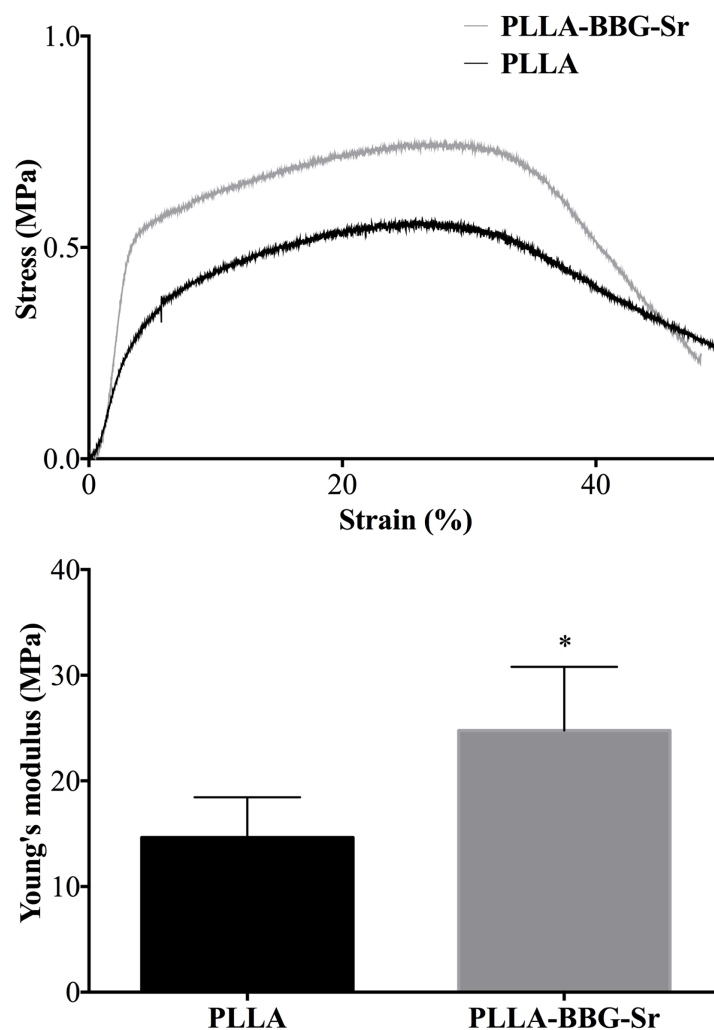 PLLA-BBG-Sr
PLLA
Stress (MPa)
1.0
0.5
0.0
0 20 40
Strain (%)
Young's modulus (MPa)
40
30
20
10
0
*
PLLA PLLA-BBG-Sr